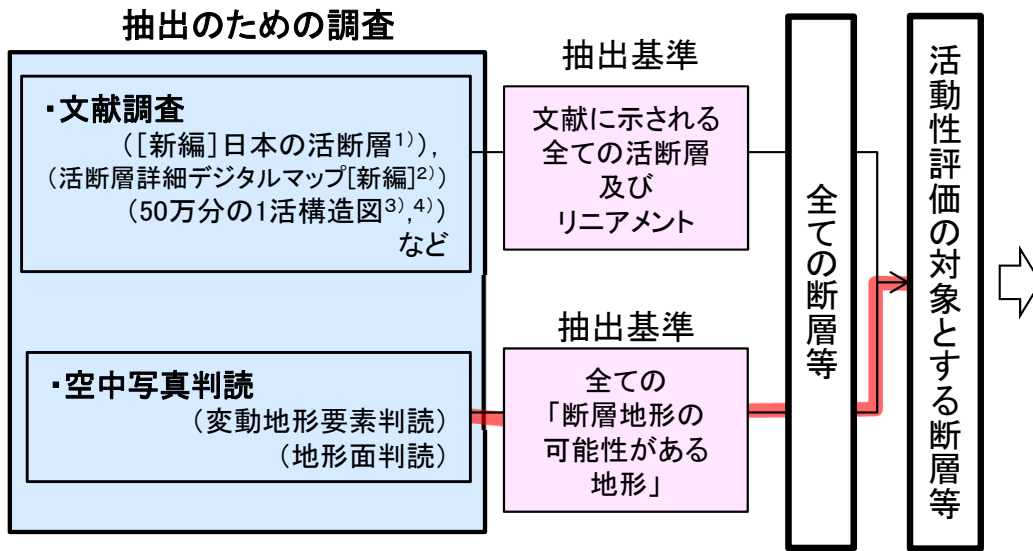 抽出のための調査
・文献調査
([新編]日本の活断層1)),
(活断層詳細デジタルマップ[新編]2))
(50万分の1活構造図3),4))
など
抽出基準
文献に示される
全ての活断層
及び
リニアメント
・空中写真判読
(変動地形要素判読)
(地形面判読)
抽出基準
全ての
「断層地形の
可能性がある
地形」
全ての断層等
活動性評価の対象とする断層等